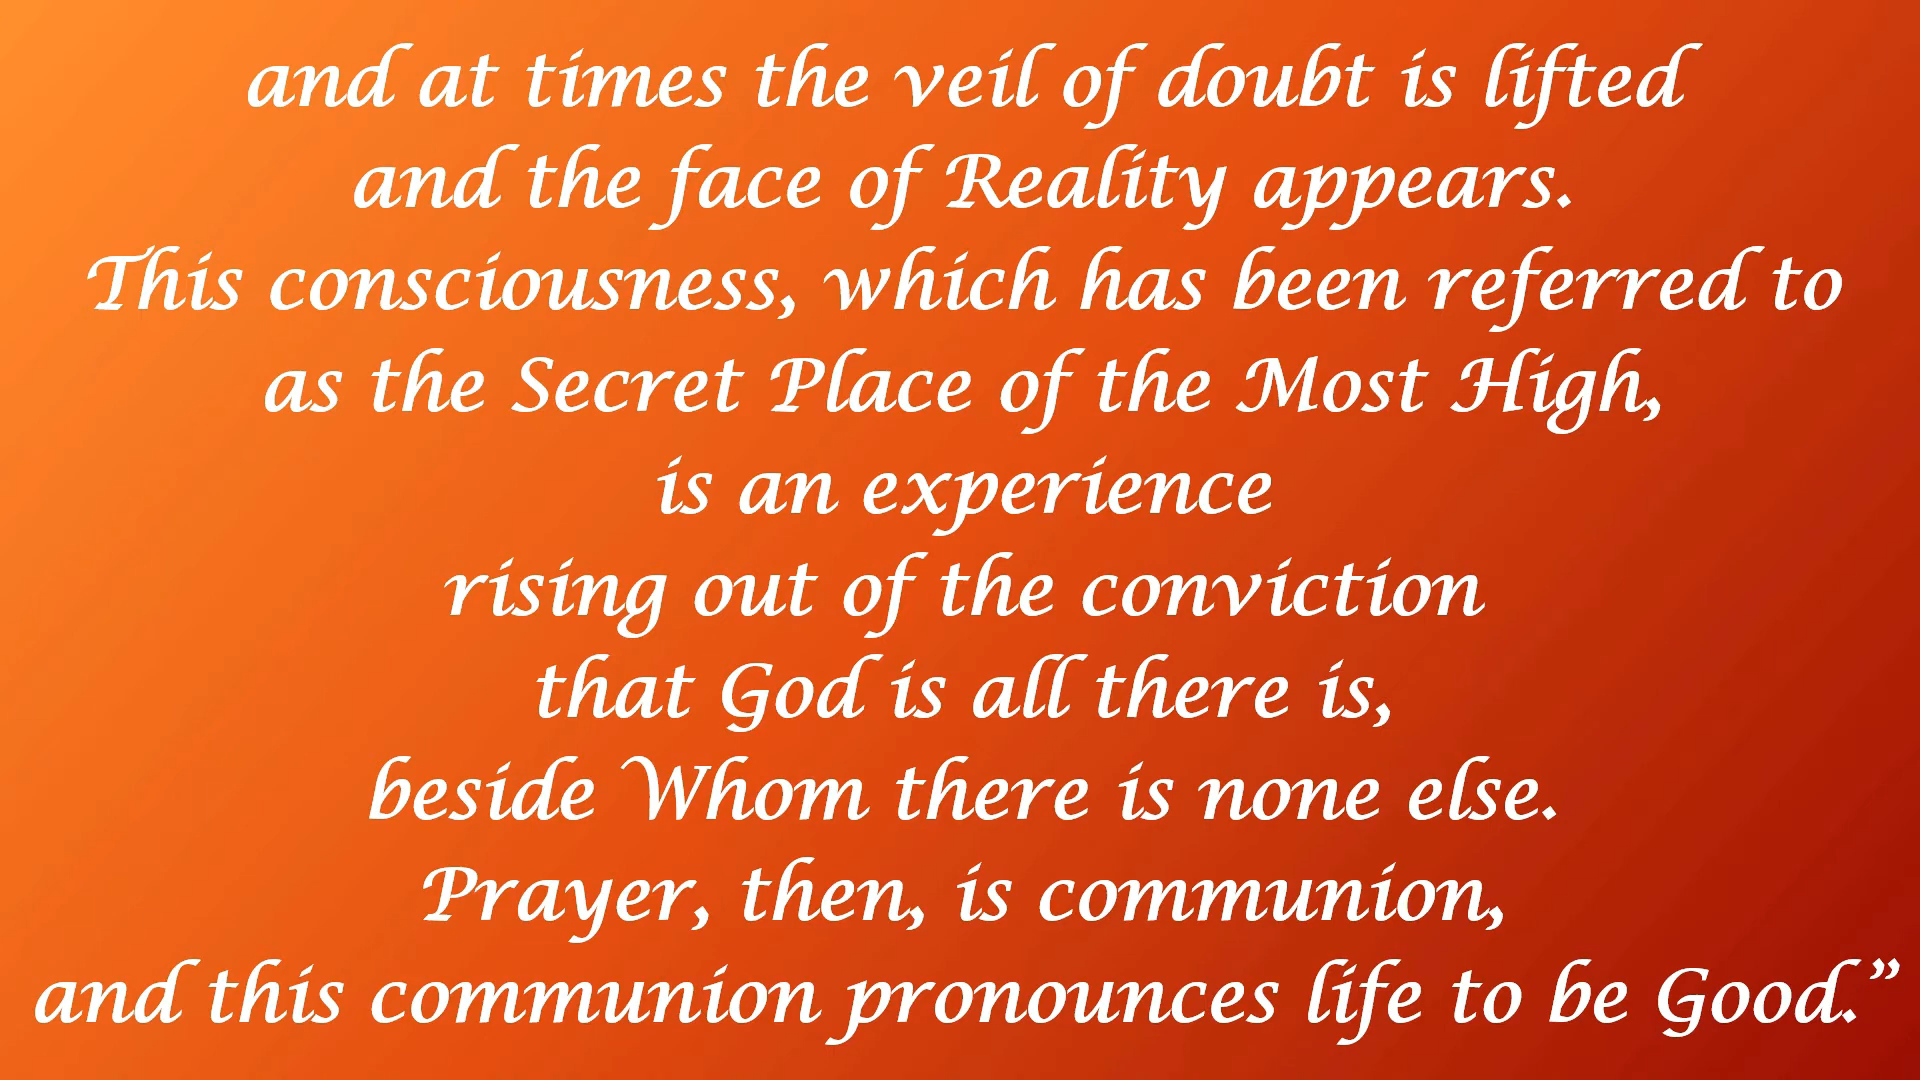 and at times the veil of doubt is lifted
and the face of Reality appears.
This consciousness, which has been referred to
as the Secret Place of the Most High,
is an experience
rising out of the conviction
that God is all there is,
beside Whom there is none else.
Prayer, then, is communion,
and this communion pronounces life to be Good.”